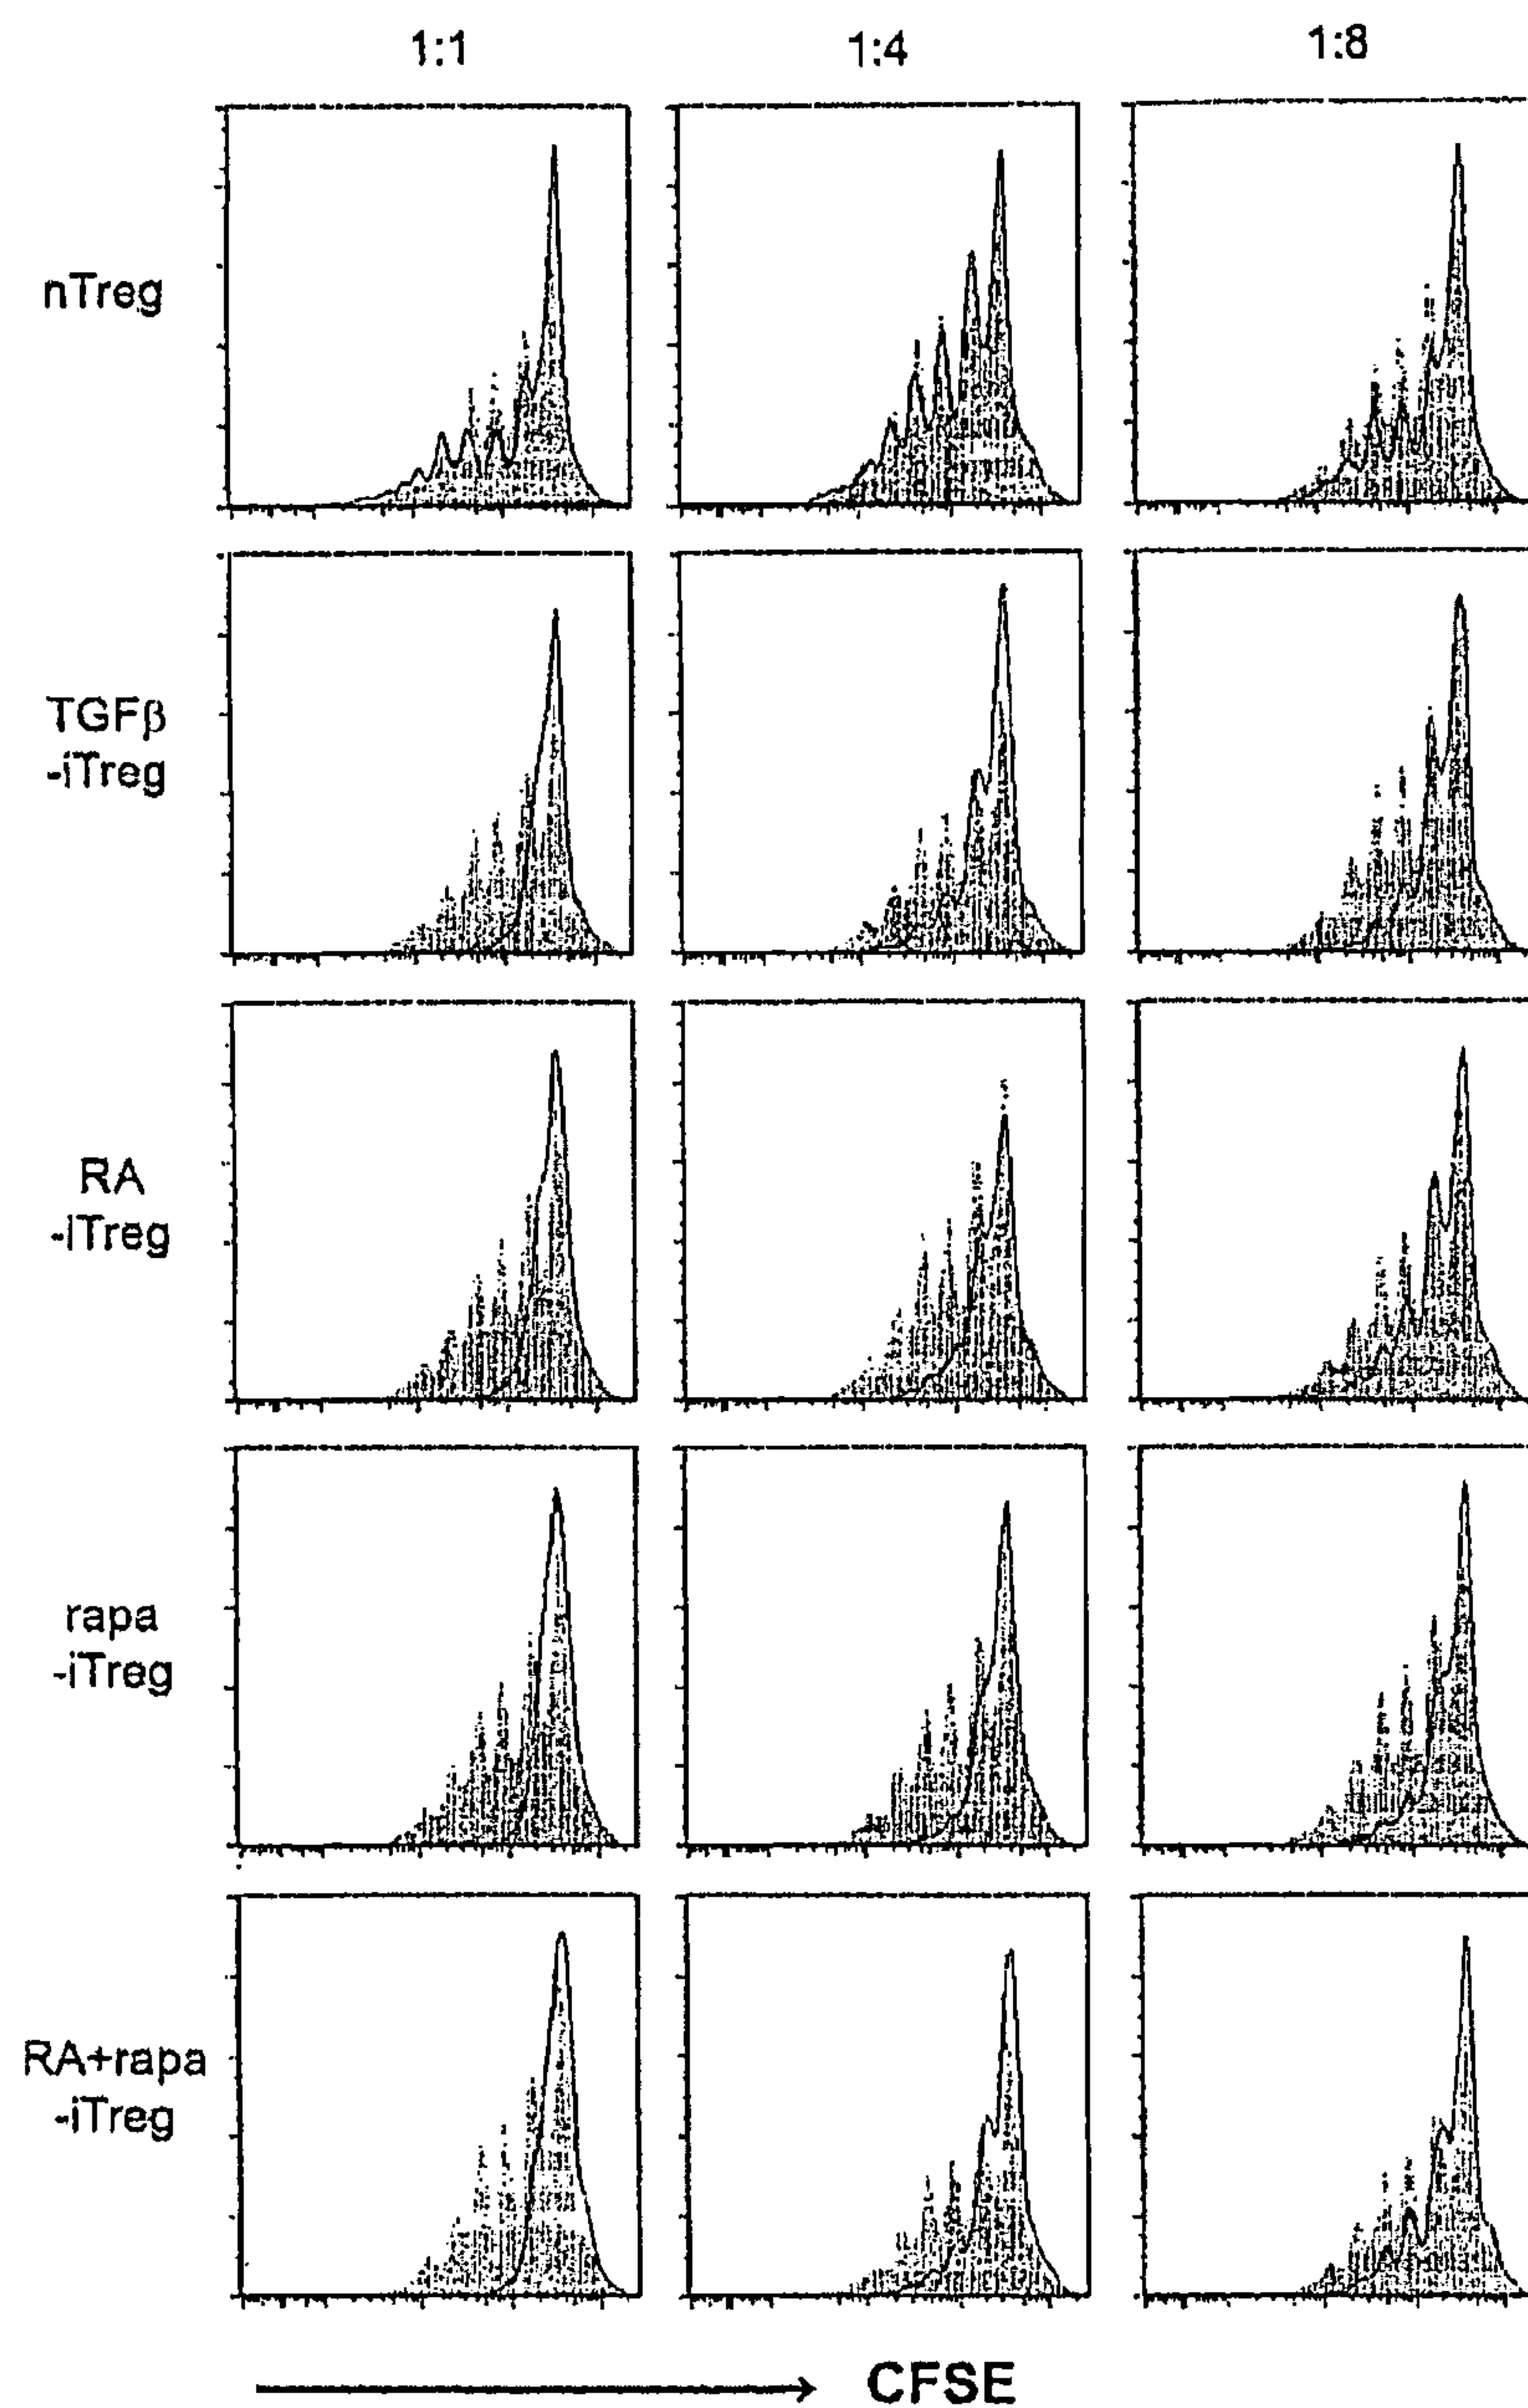 1:1 1:4 1:8
nTreg
TGFβ
-iTreg
RA
-iTreg
rapa
-iTreg
RA+rapa
-iTreg
CFSE